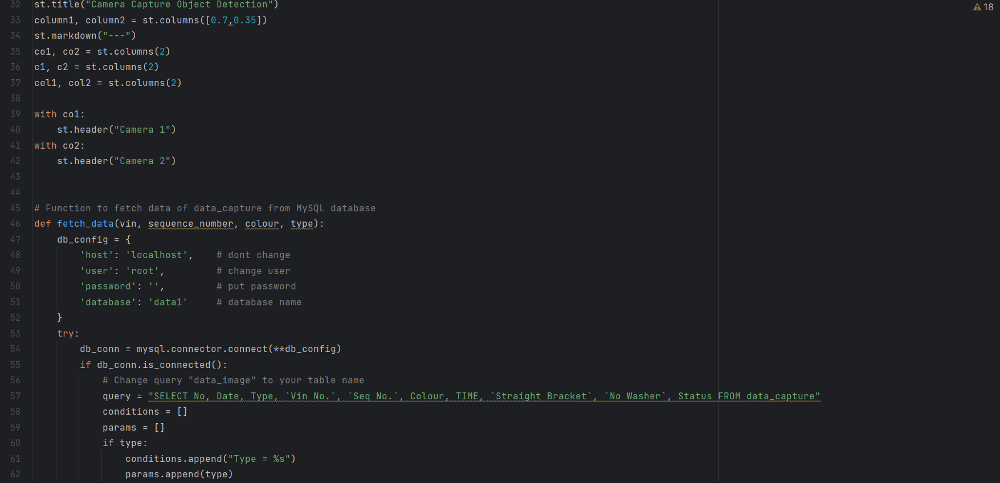 18
32 st.title("Camera Capture Object Detection")
33 column1, column2 = st.columns([0.7,0.35])
34 st.markdown("---")
35 co1, co2 = st.columns(2)
36 c1, c2 = st.columns(2)
37 col1, col2 = st.columns(2)
38
39 with co1:
40     st.header("Camera 1")
41 with co2:
42     st.header("Camera 2")
43
44
45 # Function to fetch data of data_capture from MySQL database
46 def fetch_data(vin, sequence_number, colour, type):
47     db_config = {
48         'host': 'localhost',    # dont change
49         'user': 'root',         # change user
50         'password': '',         # put password
51         'database': 'data1'     # database name
52     }
53     try:
54         db_conn = mysql.connector.connect(**db_config)
55         if db_conn.is_connected():
56             # Change query "data_image" to your table name
57             query = "SELECT No, Date, Type, `Vin No.`, `Seq No.`, Colour, TIME, `Straight Bracket`, `No Washer`, Status FROM data_capture"
58             conditions = []
59             params = []
60             if type:
61                 conditions.append("Type = %s")
62                 params.append(type)